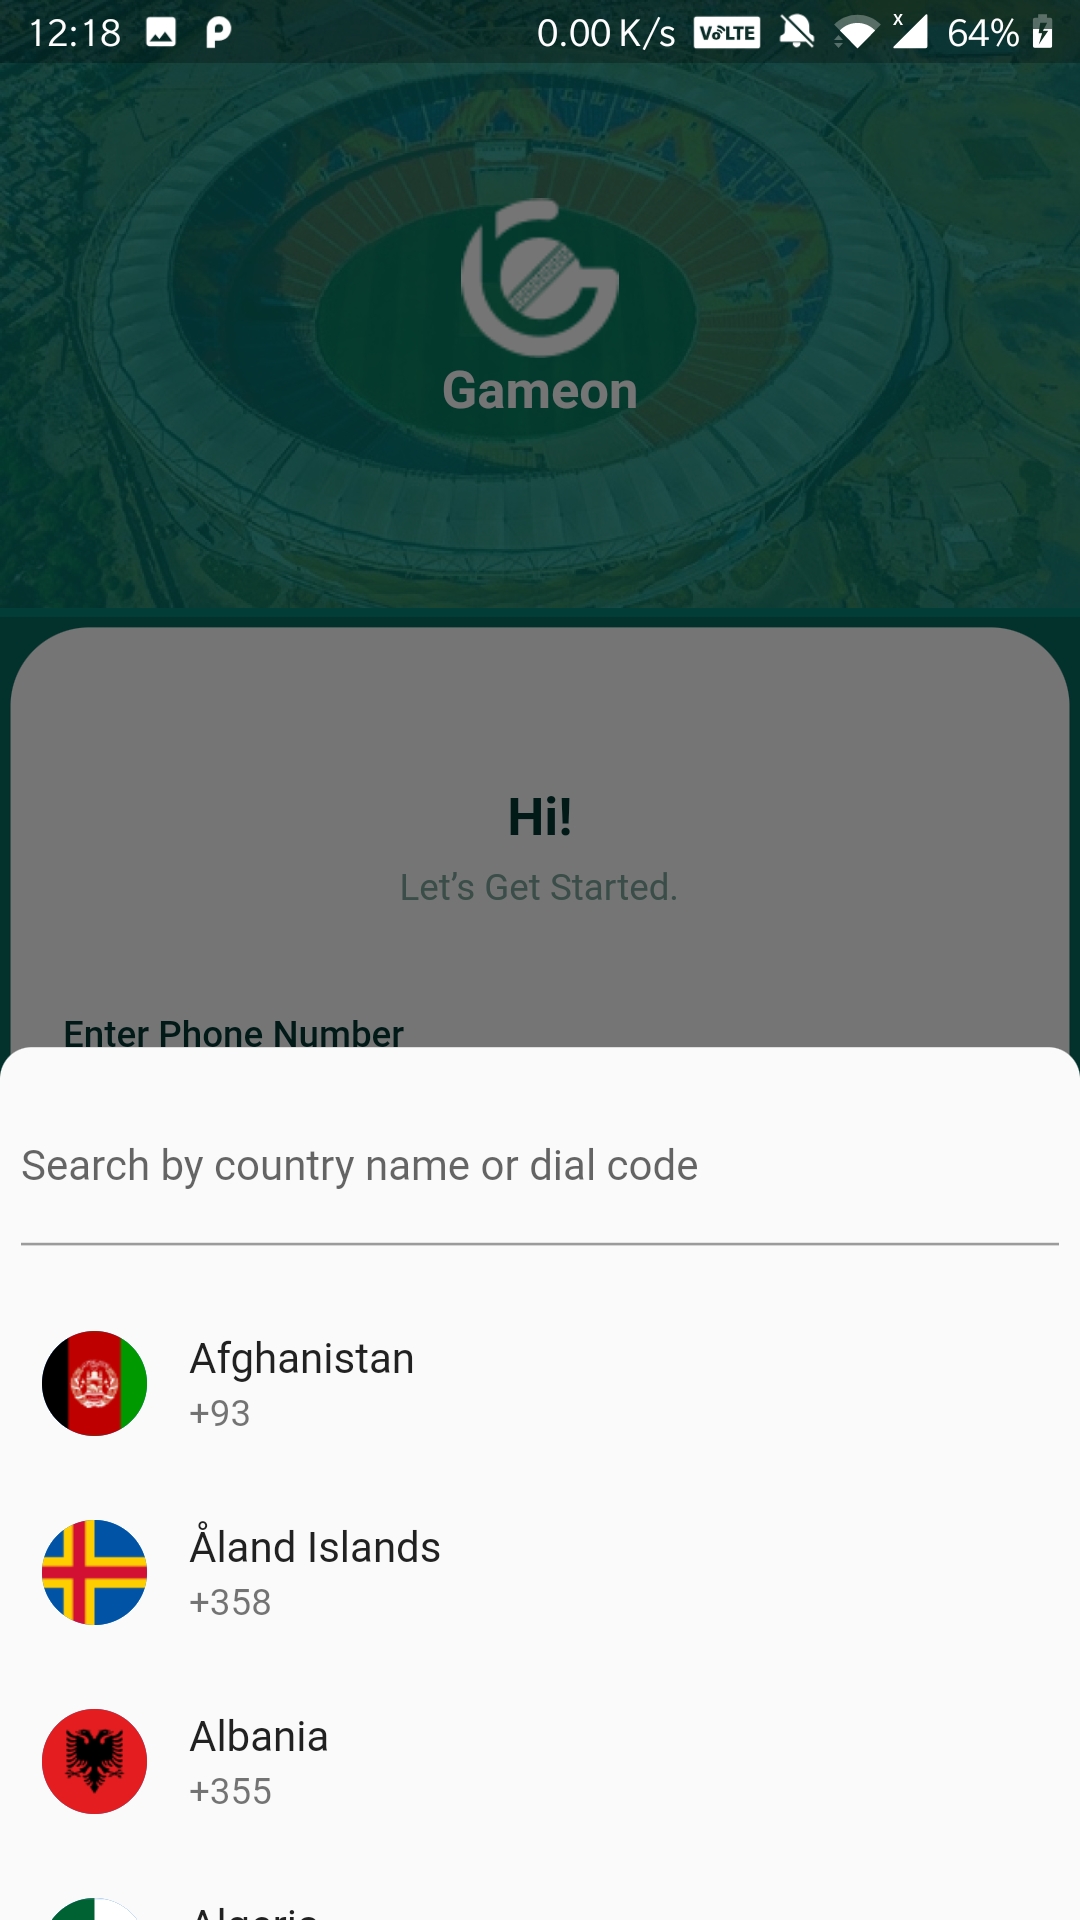 12:18
0.00 K/s VoLTE x 64%
Gameon
Hi!
Let’s Get Started.
Enter Phone Number
Search by country name or dial code
Afghanistan
+93
Åland Islands
+358
Albania
+355
Algeria